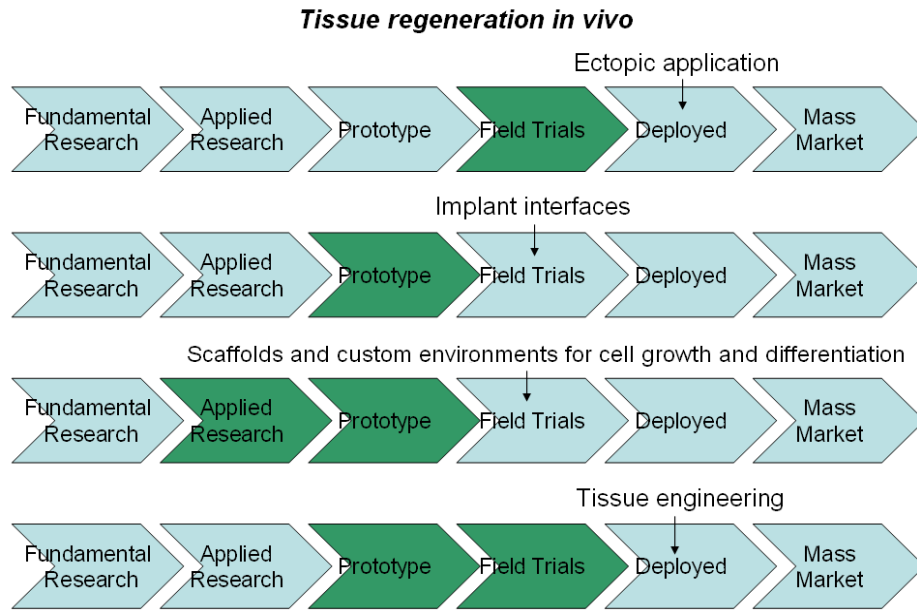 Tissue regeneration in vivo
Ectopic application
Fundamental
Research
Applied
Research
Prototype
Field Trials
Deployed
Mass
Market
Implant interfaces
Fundamental
Research
Applied
Research
Prototype
Field Trials
Deployed
Mass
Market
Scaffolds and custom environments for cell growth and differentiation
Fundamental
Research
Applied
Research
Prototype
Field Trials
Deployed
Mass
Market
Tissue engineering
Fundamental
Research
Applied
Research
Prototype
Field Trials
Deployed
Mass
Market